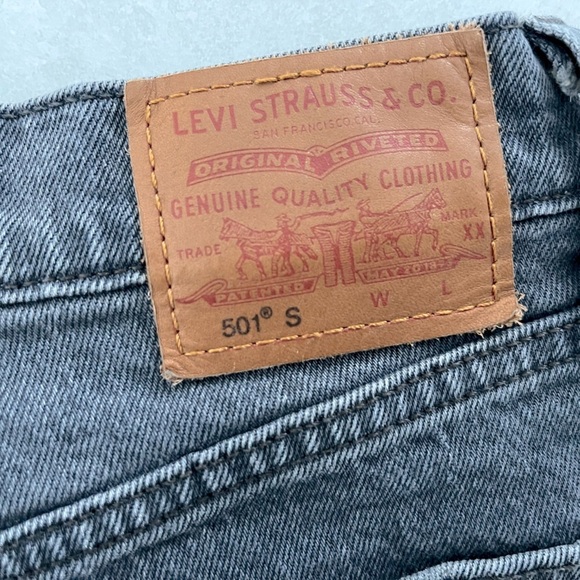 LEVI STRAUSS & CO.
SAN FRANCISCO, CAL.
ORIGINAL RIVETED
GENUINE QUALITY CLOTHING
TRADE MARK
XX
PATENTED MAY 20 1873
W L
501® S